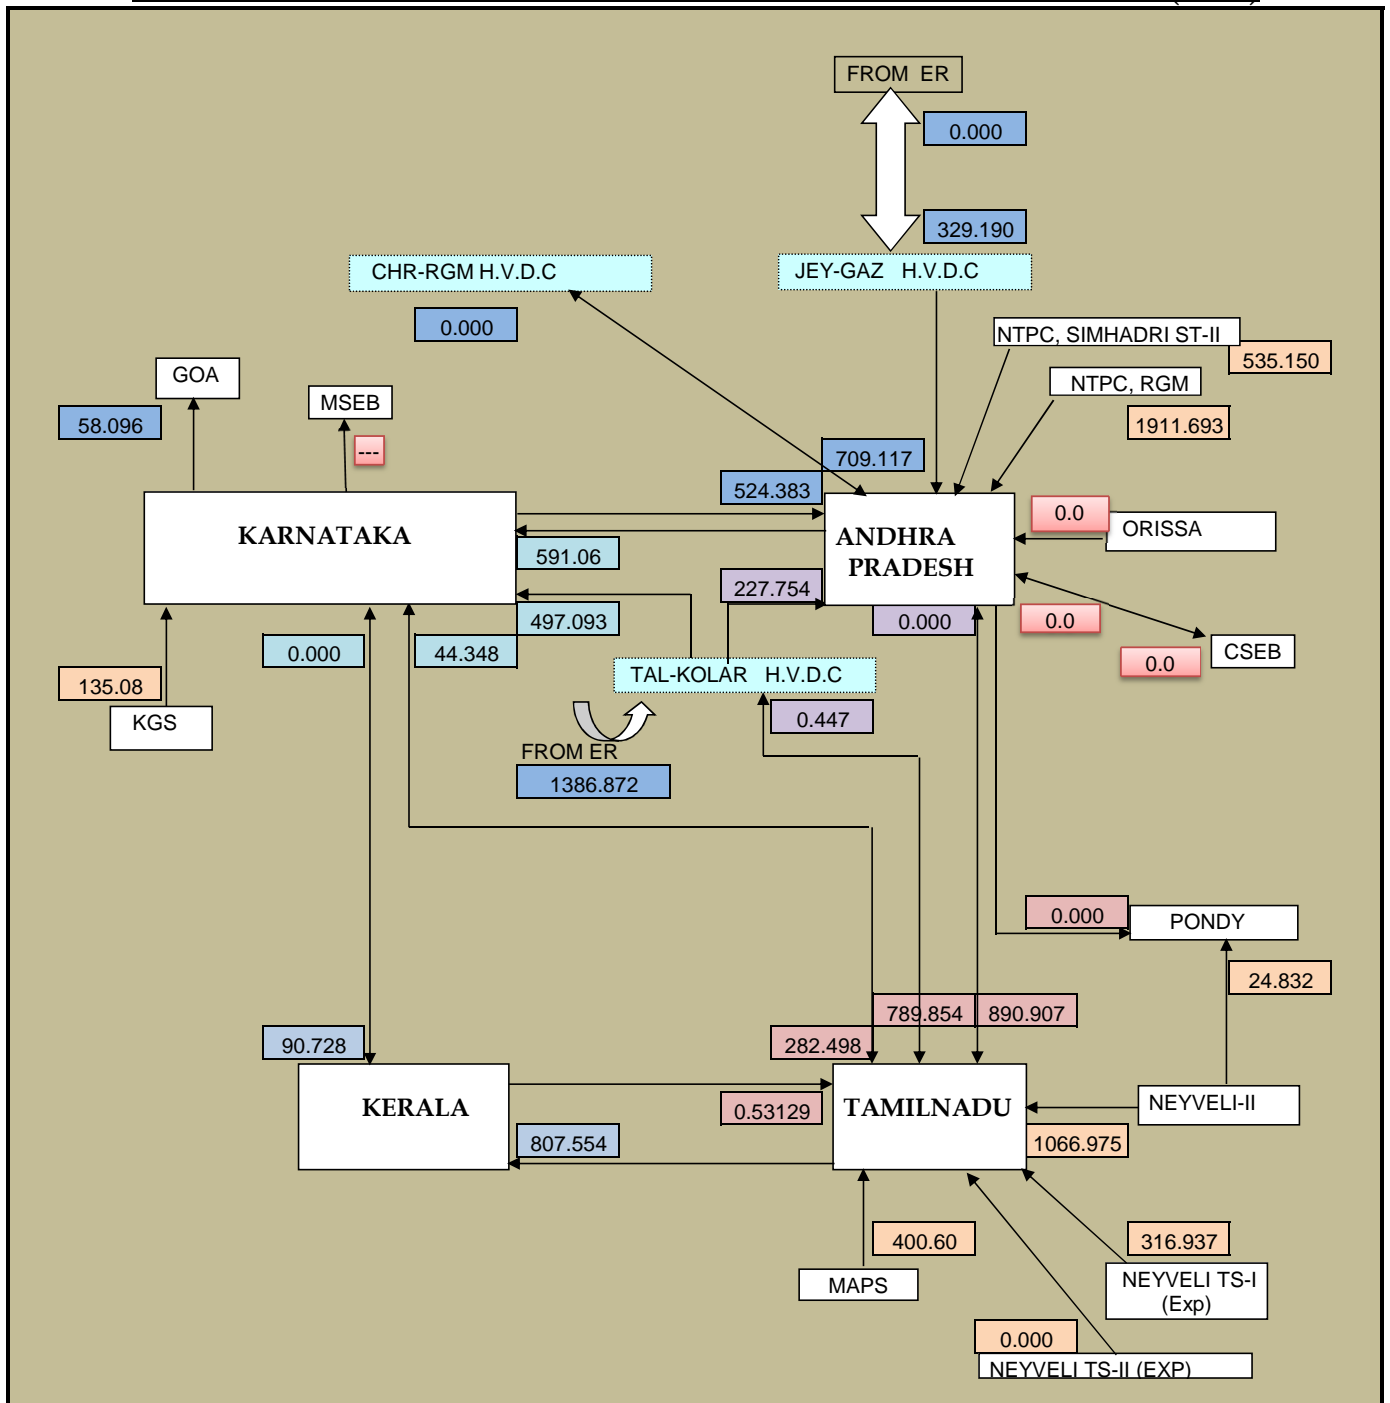 FROM ER
0.000
329.190
CHR-RGM H.V.D.C
JEY-GAZ H.V.D.C
0.000
NTPC, SIMHADRI ST-II
535.150
GOA
NTPC, RGM
MSEB
58.096
1911.693
---
709.117
524.383
0.0
KARNATAKA
ANDHRA
PRADESH
ORISSA
591.06
227.754
497.093
0.000
0.0
0.000
44.348
CSEB
0.0
135.08
TAL-KOLAR H.V.D.C
KGS
0.447
FROM ER
1386.872
0.000
PONDY
24.832
789.854
890.907
90.728
282.498
KERALA
TAMILNADU
NEYVELI-II
0.53129
807.554
1066.975
400.60
316.937
MAPS
NEYVELI TS-I
(Exp)
0.000
NEYVELI TS-II (EXP)